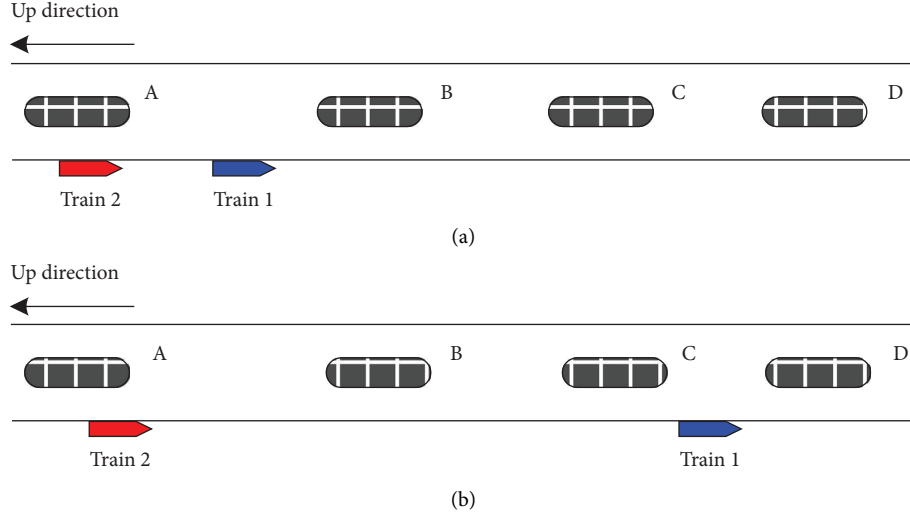 Up direction
A
B
C
D
Train 2
Train 1
(a)
Up direction
A
B
C
D
Train 2
Train 1
(b)